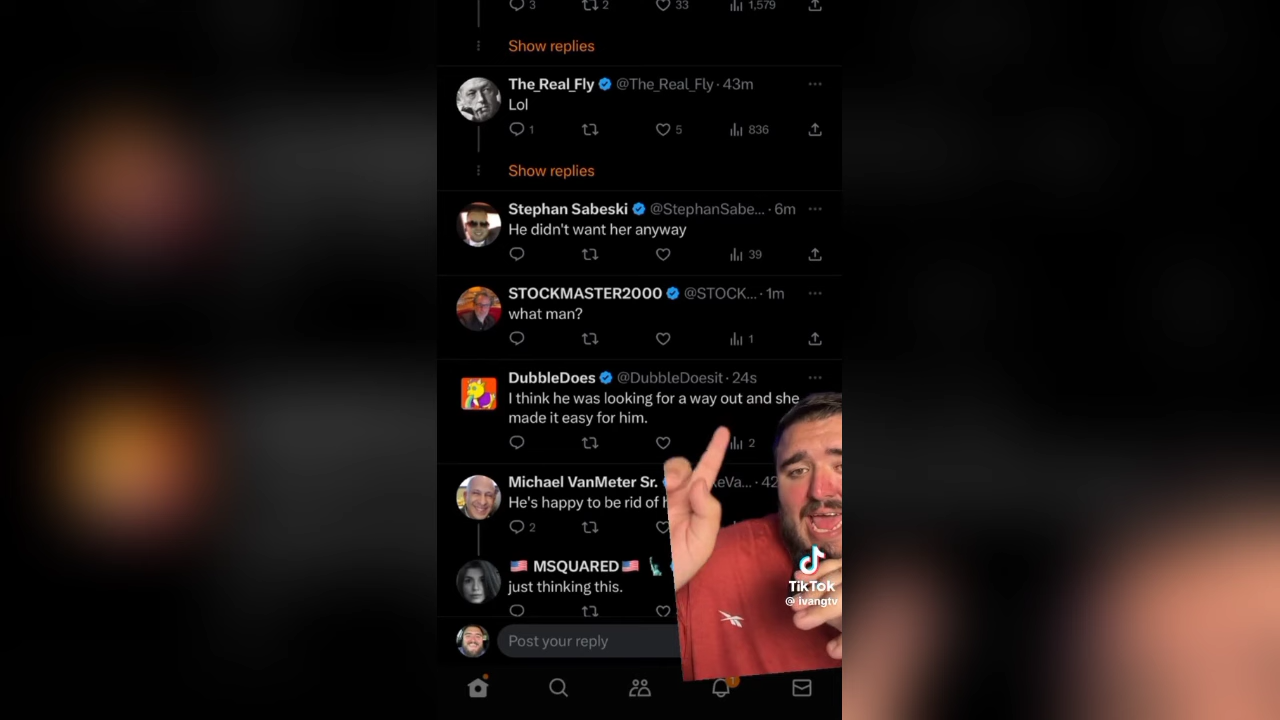 3 2 33 1,579
Show replies
The_Real_Fly @The_Real_Fly · 43m
Lol
1 5 836
Show replies
Stephan Sabeski @StephanSabe... · 6m
He didn't want her anyway
39
STOCKMASTER2000 @STOCK... · 1m
what man?
1
DubbleDoes @DubbleDoesit · 24s
I think he was looking for a way out and she
made it easy for him.
2
Michael VanMeter Sr. eVa... · 42
He's happy to be rid of
2
MSQUARED
just thinking this.
TikTok
@ivangtv
Post your reply
1